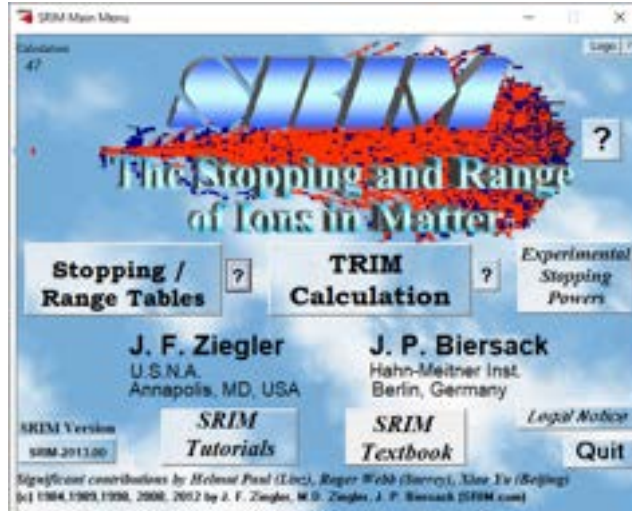 SRIM Main Menu
Calculations
47
Logo
SRIM
?
The Stopping and Range
of Ions in Matter
Stopping /
Range Tables
?
TRIM
Calculation
?
Experimental
Stopping
Powers
J. F. Ziegler
U.S.N.A.
Annapolis, MD, USA
J. P. Biersack
Hahn-Meitner Inst.
Berlin, Germany
SRIM Version
SRIM-2013.00
SRIM
Tutorials
SRIM
Textbook
Legal Notice
Quit
Significant contributions by Helmut Paul (Linz), Roger Webb (Surrey), Xiao Yu (Beijing)
(c) 1984,1989,1998, 2008, 2012 by J. F. Ziegler, M.D. Ziegler, J. P. Biersack (SRIM.com)